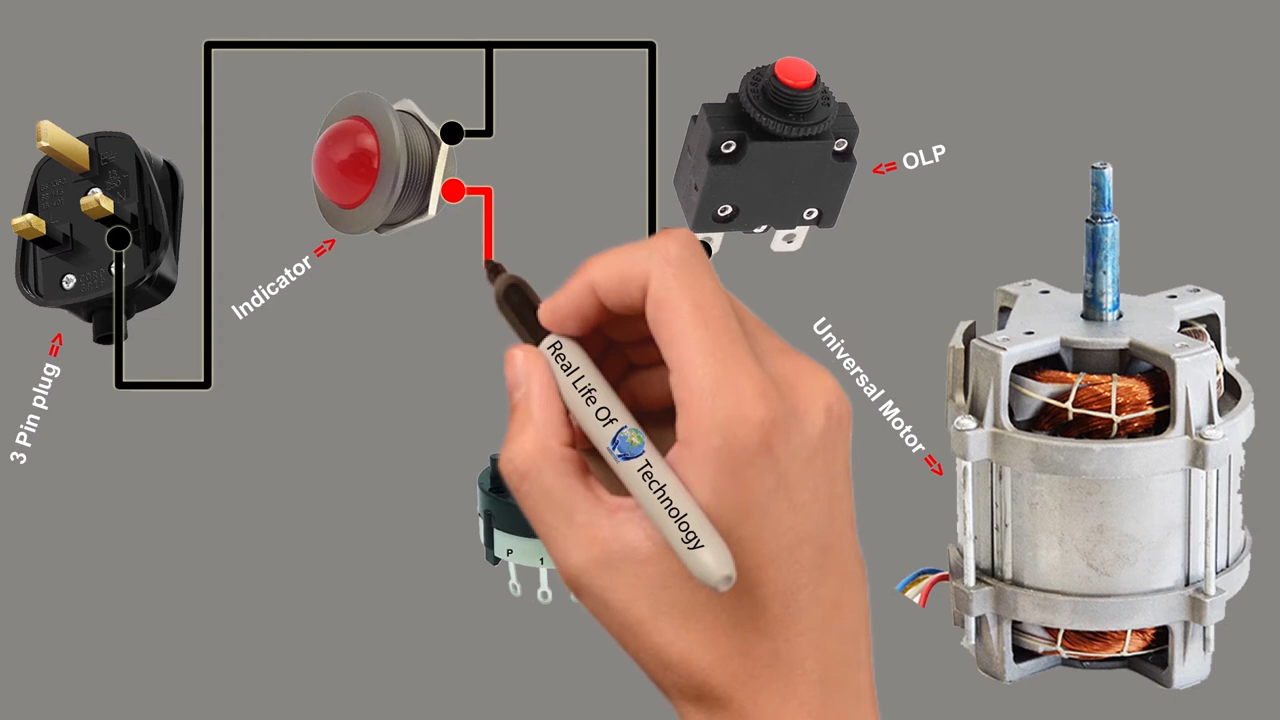 <= OLP
Indicator =>
3 Pin plug =>
Universal Motor =>
Real Life Of
Technology
P
1